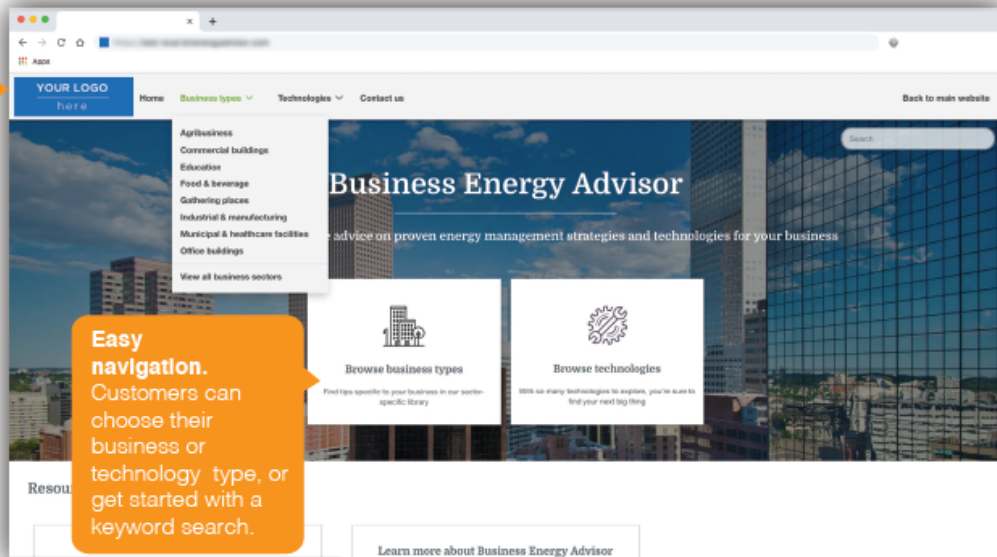 Apps
YOUR LOGO
here
Home Business types Technologies Contact us Back to main website
Search
Agribusiness
Commercial buildings
Education
Food & beverage
Gathering places
Industrial & manufacturing
Municipal & healthcare facilities
Office buildings
View all business sectors
Business Energy Advisor
advice on proven energy management strategies and technologies for your business
Browse business types
Find tips specific to your business in our sector-
specific library
Browse technologies
With so many technologies to explore, you're sure to
find your next big thing
Easy
navigation.
Customers can
choose their
business or
technology type, or
get started with a
keyword search.
Learn more about Business Energy Advisor